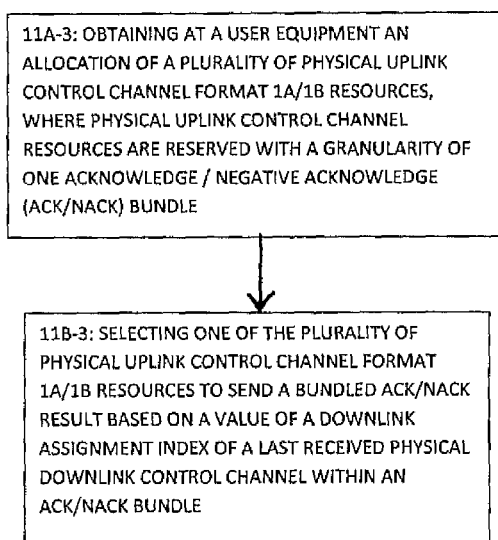 11A-3: OBTAINING AT A USER EQUIPMENT AN
ALLOCATION OF A PLURALITY OF PHYSICAL UPLINK
CONTROL CHANNEL FORMAT 1A/1B RESOURCES,
WHERE PHYSICAL UPLINK CONTROL CHANNEL
RESOURCES ARE RESERVED WITH A GRANULARITY OF
ONE ACKNOWLEDGE / NEGATIVE ACKNOWLEDGE
(ACK/NACK) BUNDLE
11B-3: SELECTING ONE OF THE PLURALITY OF
PHYSICAL UPLINK CONTROL CHANNEL FORMAT
1A/1B RESOURCES TO SEND A BUNDLED ACK/NACK
RESULT BASED ON A VALUE OF A DOWNLINK
ASSIGNMENT INDEX OF A LAST RECEIVED PHYSICAL
DOWNLINK CONTROL CHANNEL WITHIN AN
ACK/NACK BUNDLE